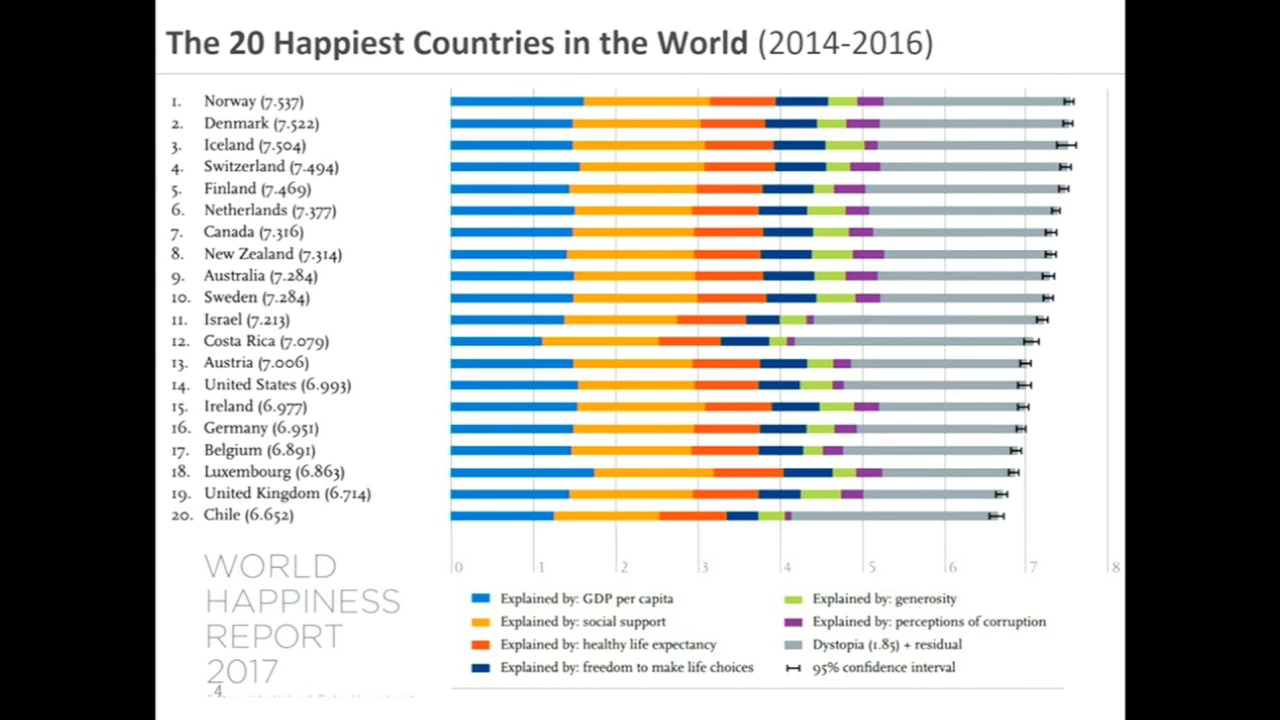 The 20 Happiest Countries in the World (2014-2016)
1. Norway (7.537)
2. Denmark (7.522)
3. Iceland (7.504)
4. Switzerland (7.494)
5. Finland (7.469)
6. Netherlands (7.377)
7. Canada (7.316)
8. New Zealand (7.314)
9. Australia (7.284)
10. Sweden (7.284)
11. Israel (7.213)
12. Costa Rica (7.079)
13. Austria (7.006)
14. United States (6.993)
15. Ireland (6.977)
16. Germany (6.951)
17. Belgium (6.891)
18. Luxembourg (6.863)
19. United Kingdom (6.714)
20. Chile (6.652)
0 1 2 3 4 5 6 7 8
WORLD
HAPPINESS
REPORT
2017
4
Explained by: GDP per capita
Explained by: social support
Explained by: healthy life expectancy
Explained by: freedom to make life choices
Explained by: generosity
Explained by: perceptions of corruption
Dystopia (1.85) + residual
95% confidence interval